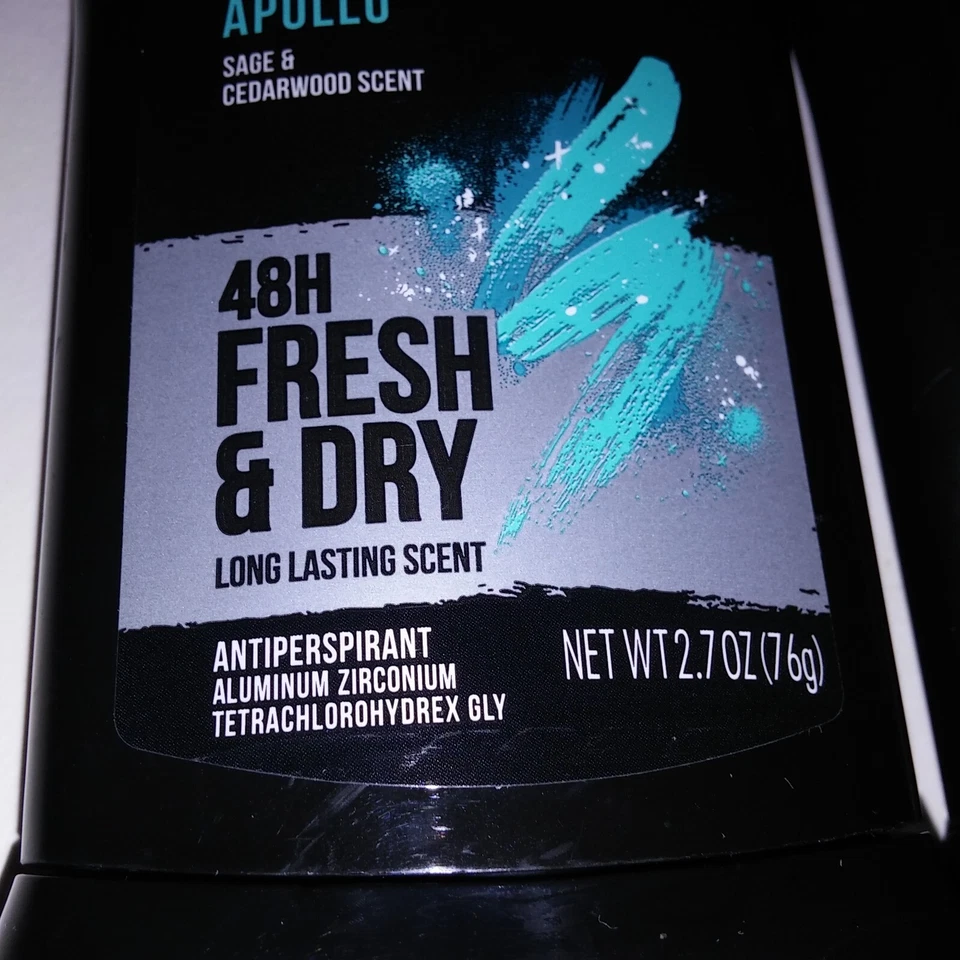 APOLLO
SAGE &
CEDARWOOD SCENT
48H
FRESH
& DRY
LONG LASTING SCENT
ANTIPERSPIRANT
ALUMINUM ZIRCONIUM
TETRACHLOROHYDREX GLY
NET WT 2.7 OZ (76g)